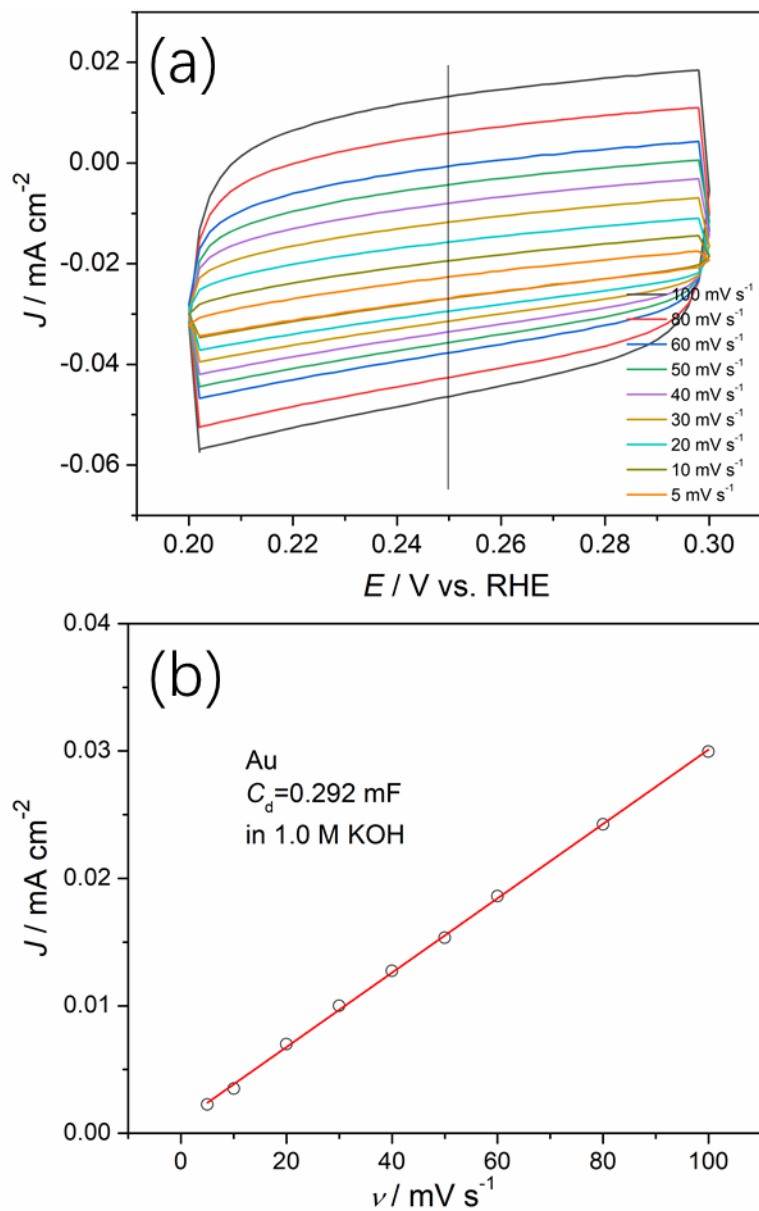 (a)
0.02
0.00
-0.02
-0.04
-0.06
J / mA cm⁻²
100 mV s⁻¹
80 mV s⁻¹
60 mV s⁻¹
50 mV s⁻¹
40 mV s⁻¹
30 mV s⁻¹
20 mV s⁻¹
10 mV s⁻¹
5 mV s⁻¹
0.20 0.22 0.24 0.26 0.28 0.30
E / V vs. RHE
(b)
0.04
0.03
0.02
0.01
0.00
J / mA cm⁻²
Au
C_d=0.292 mF
in 1.0 M KOH
0 20 40 60 80 100
ν / mV s⁻¹